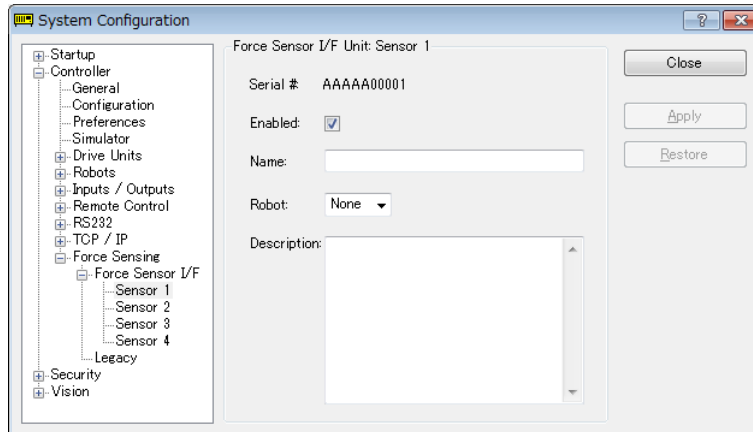 System Configuration
Startup
Controller
General
Configuration
Preferences
Simulator
Drive Units
Robots
Inputs / Outputs
Remote Control
RS232
TCP / IP
Force Sensing
Force Sensor I/F
Sensor 1
Sensor 2
Sensor 3
Sensor 4
Legacy
Security
Vision
Force Sensor I/F Unit: Sensor 1
Serial # AAAAA00001
Enabled:
Name:
Robot: None
Description:
Close
Apply
Restore